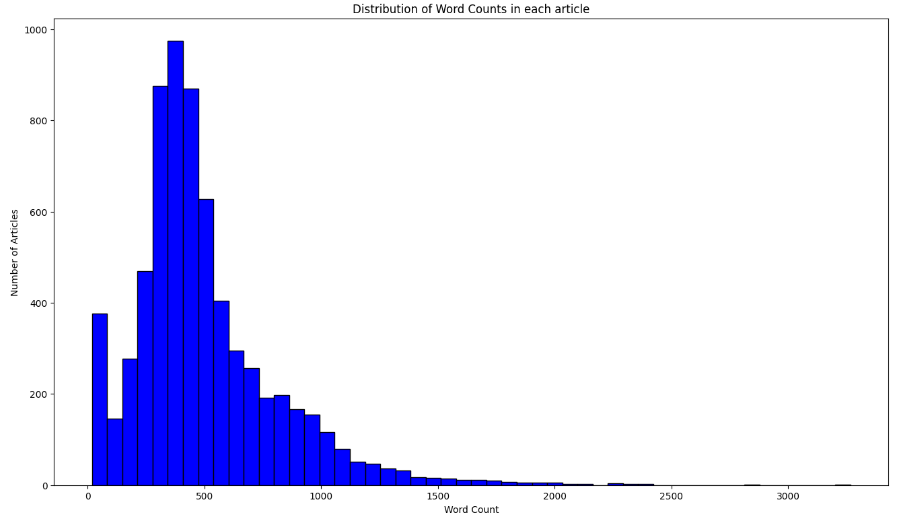 Distribution of Word Counts in each article
1000
800
600
400
200
0
Number of Articles
0 500 1000 1500 2000 2500 3000
Word Count